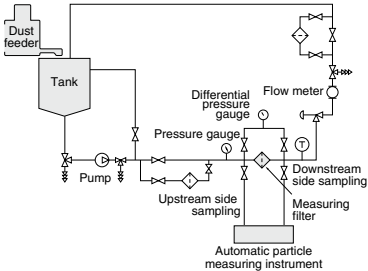 Dust
feeder
Tank
Differential
pressure
gauge
Flow meter
Pressure gauge
T
Pump
Downstream
side sampling
Upstream side
sampling
Measuring
filter
Automatic particle
measuring instrument